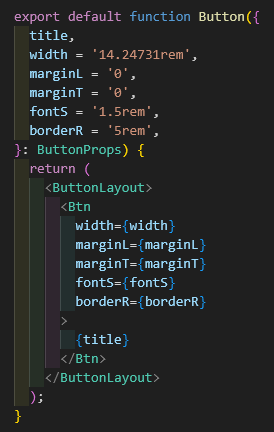 export default function Button({
  title,
  width = '14.24731rem',
  marginL = '0',
  marginT = '0',
  fontS = '1.5rem',
  borderR = '5rem',
}: ButtonProps) {
  return (
    <ButtonLayout>
      <Btn
        width={width}
        marginL={marginL}
        marginT={marginT}
        fontS={fontS}
        borderR={borderR}
      >
        {title}
      </Btn>
    </ButtonLayout>
  );
}